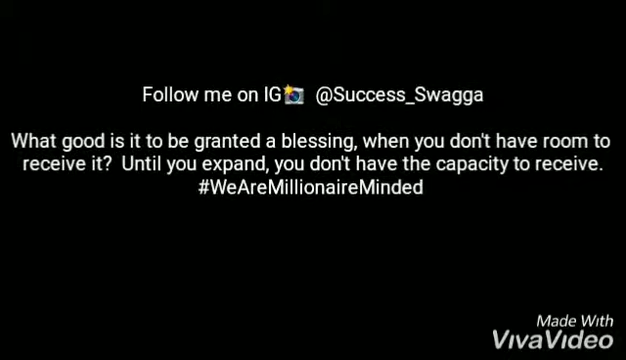 Follow me on IG📸 @Success_Swagga
What good is it to be granted a blessing, when you don't have room to
receive it? Until you expand, you don't have the capacity to receive.
#WeAreMillionaireMinded
Made With
VivaVideo